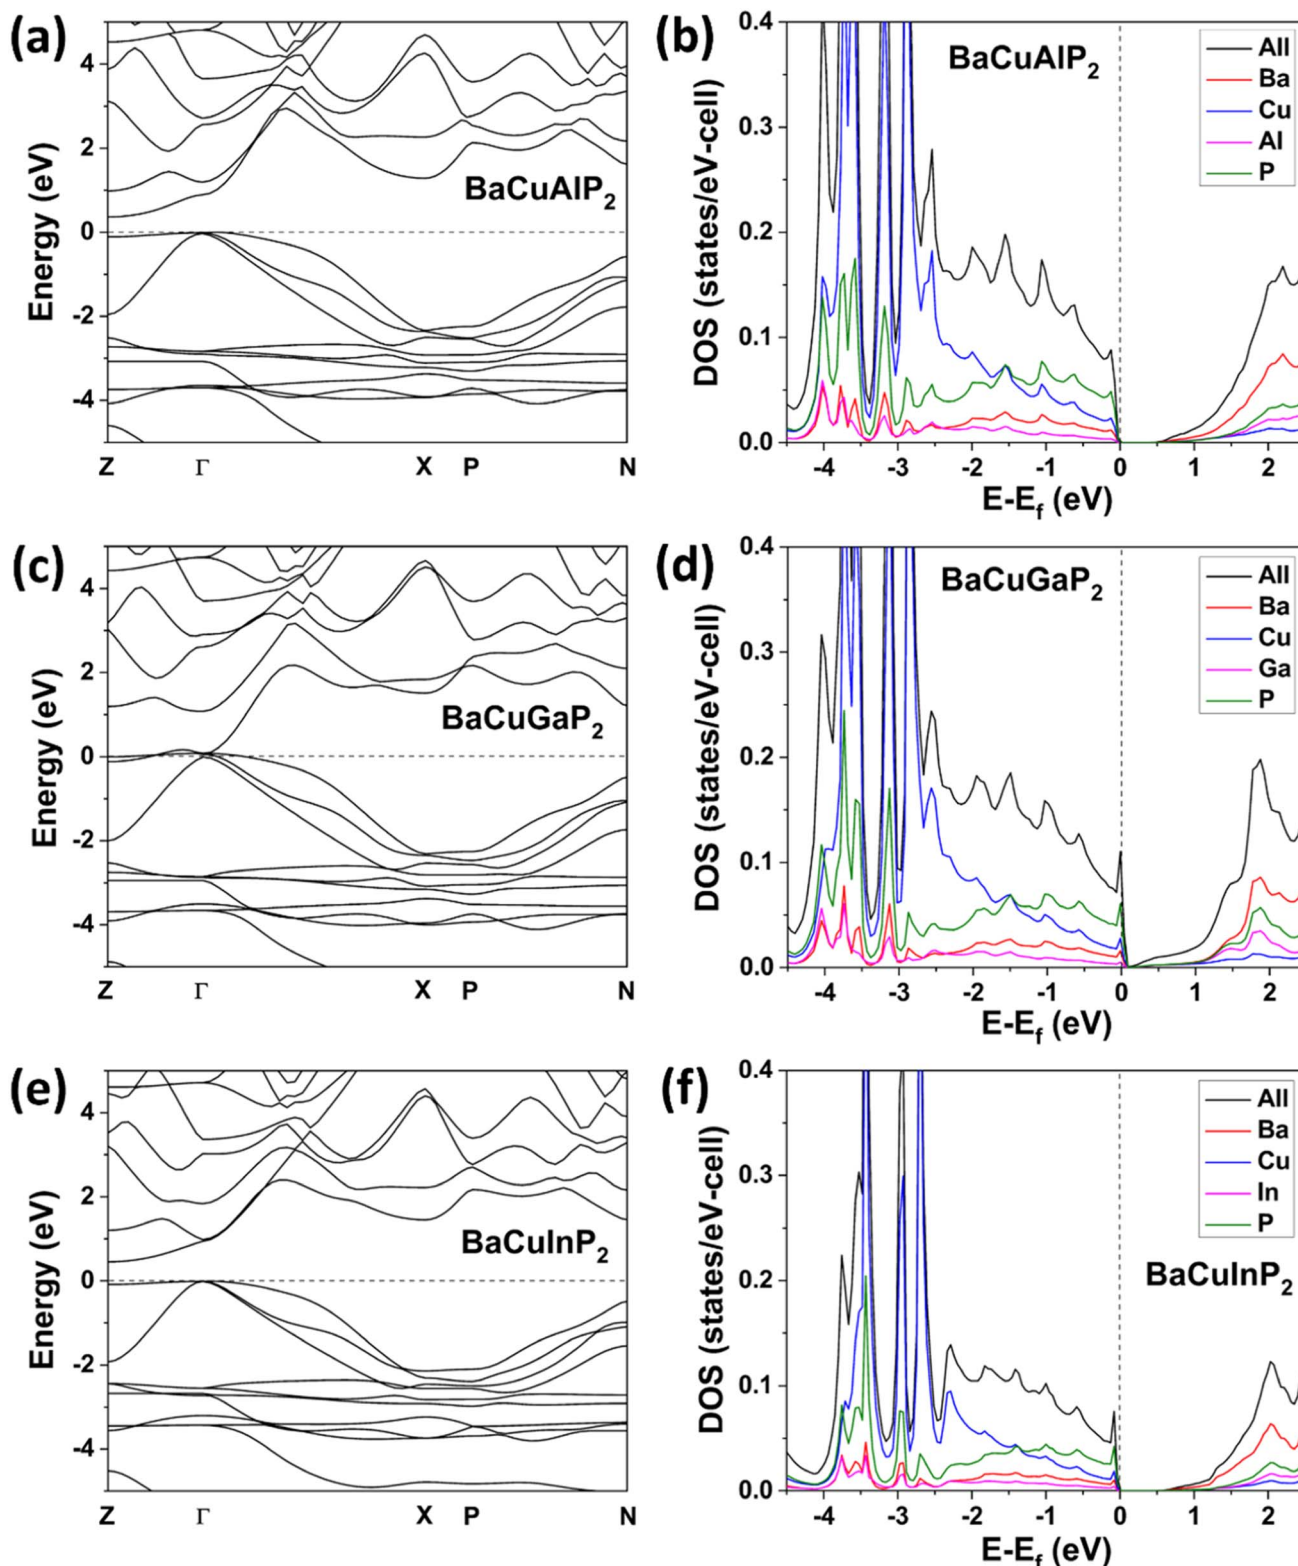 (a)
Energy (eV)
4
2
0
-2
-4
BaCuAlP2
Z Γ X P N
(b)
DOS (states/eV-cell)
0.4
0.3
0.2
0.1
0.0
BaCuAlP2
All
Ba
Cu
Al
P
-4 -3 -2 -1 0 1 2
E-Ef (eV)
(c)
Energy (eV)
4
2
0
-2
-4
BaCuGaP2
Z Γ X P N
(d)
DOS (states/eV-cell)
0.4
0.3
0.2
0.1
0.0
BaCuGaP2
All
Ba
Cu
Ga
P
-4 -3 -2 -1 0 1 2
E-Ef (eV)
(e)
Energy (eV)
4
2
0
-2
-4
BaCuInP2
Z Γ X P N
(f)
DOS (states/eV-cell)
0.4
0.3
0.2
0.1
0.0
All
Ba
Cu
In
P
BaCuInP2
-4 -3 -2 -1 0 1 2
E-Ef (eV)